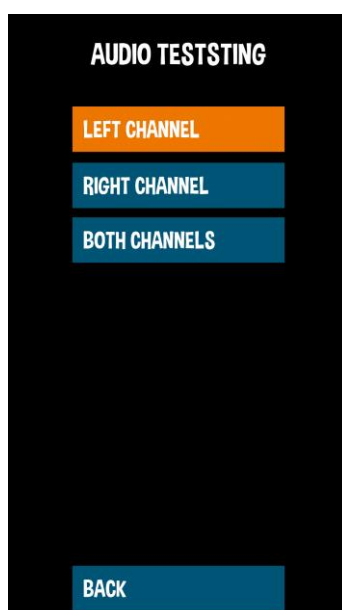 AUDIO TESTSTING
LEFT CHANNEL
RIGHT CHANNEL
BOTH CHANNELS
BACK